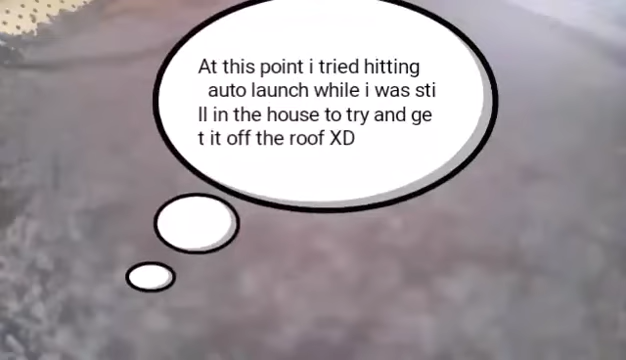 At this point i tried hitting
auto launch while i was sti
ll in the house to try and ge
t it off the roof XD